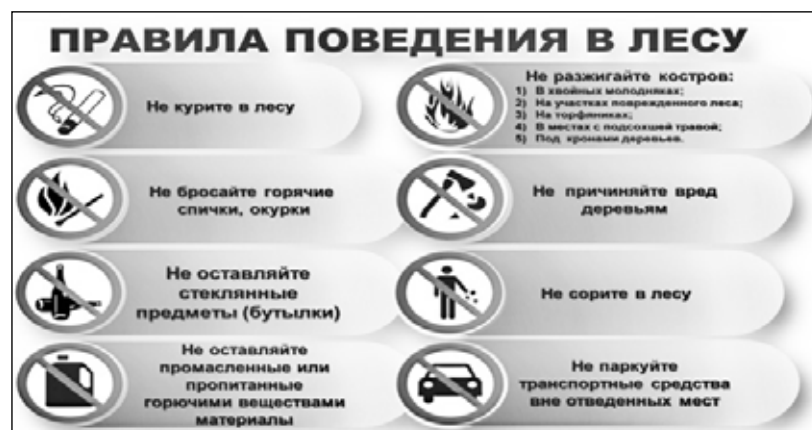 ПРАВИЛА ПОВЕДЕНИЯ В ЛЕСУ
Не курите в лесу
Не разжигайте костров:
1) В хвойных молодняках;
2) На участках поврежденного леса;
3) На торфяниках;
4) В местах с подсохшей травой;
5) Под кронами деревьев.
Не бросайте горячие
спички, окурки
Не причиняйте вред
деревьям
Не оставляйте
стеклянные
предметы (бутылки)
Не сорите в лесу
Не оставляйте
промасленные или
пропитанные
горючими веществами
материалы
Не паркуйте
транспортные средства
вне отведенных мест